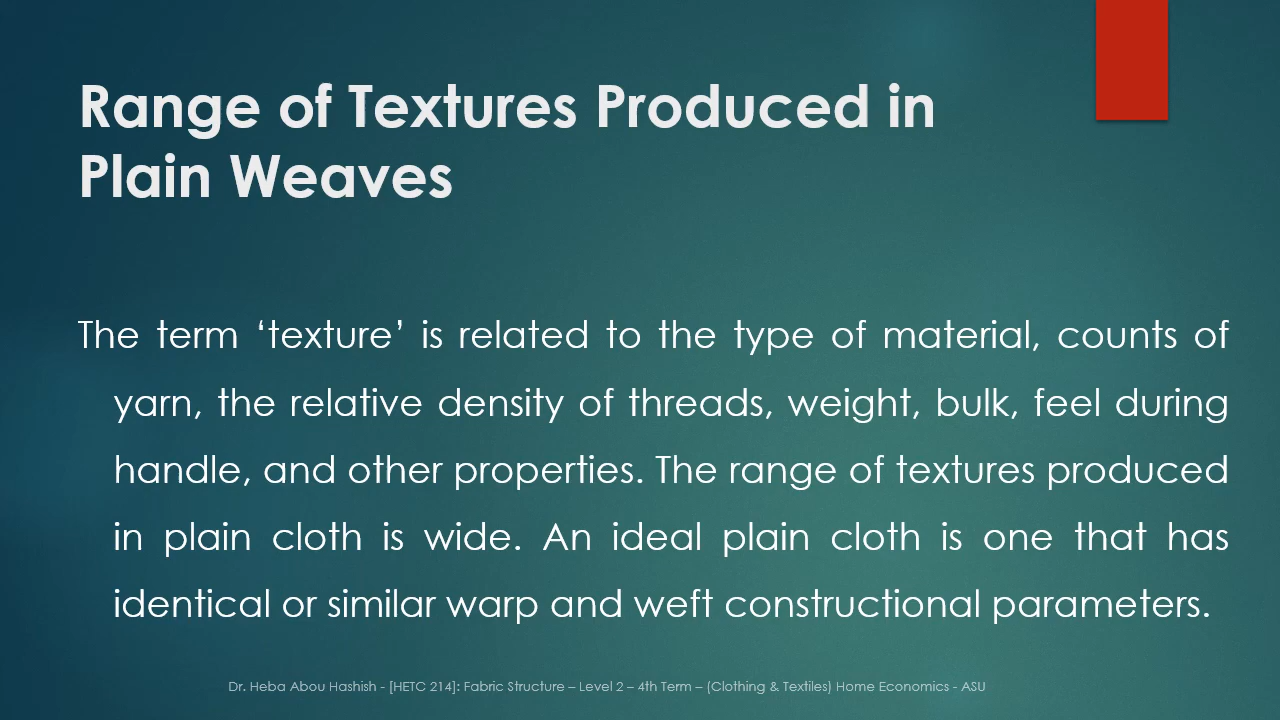 Range of Textures Produced in
Plain Weaves
The term ‘texture’ is related to the type of material, counts of
yarn, the relative density of threads, weight, bulk, feel during
handle, and other properties. The range of textures produced
in plain cloth is wide. An ideal plain cloth is one that has
identical or similar warp and weft constructional parameters.
Dr. Heba Abou Hashish - [HETC 214]: Fabric Structure – Level 2 – 4th Term – (Clothing & Textiles) Home Economics - ASU